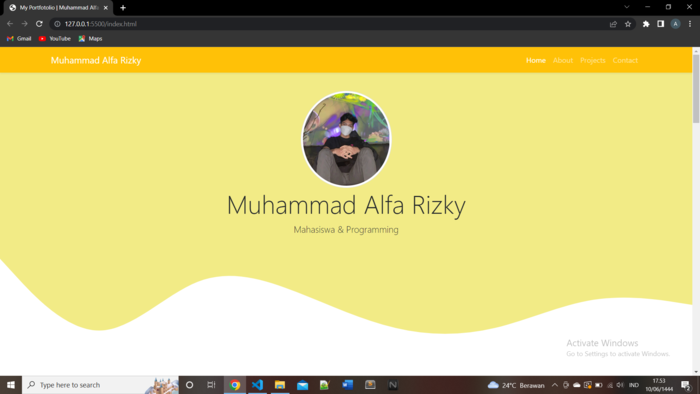 My Portfotolio | Muhammad Alfa
127.0.0.1:5500/index.html
A
Gmail YouTube Maps
Muhammad Alfa Rizky Home About Projects Contact
Muhammad Alfa Rizky
Mahasiswa & Programming
Activate Windows
Go to Settings to activate Windows.
Type here to search 24°C Berawan IND 17.53
10/06/1444